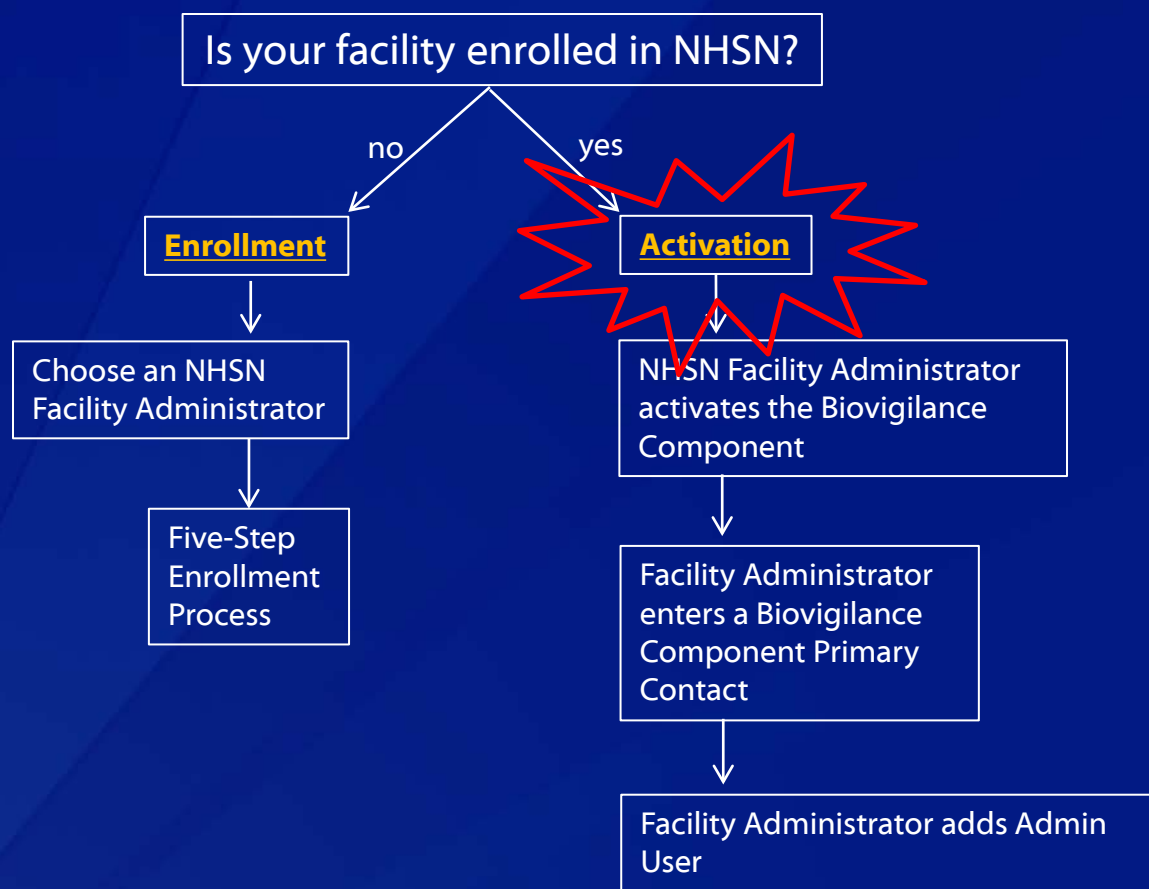 Is your facility enrolled in NHSN?
no
yes
Enrollment
Activation
Choose an NHSN
Facility Administrator
NHSN Facility Administrator
activates the Biovigilance
Component
Five-Step
Enrollment
Process
Facility Administrator
enters a Biovigilance
Component Primary
Contact
Facility Administrator adds Admin
User